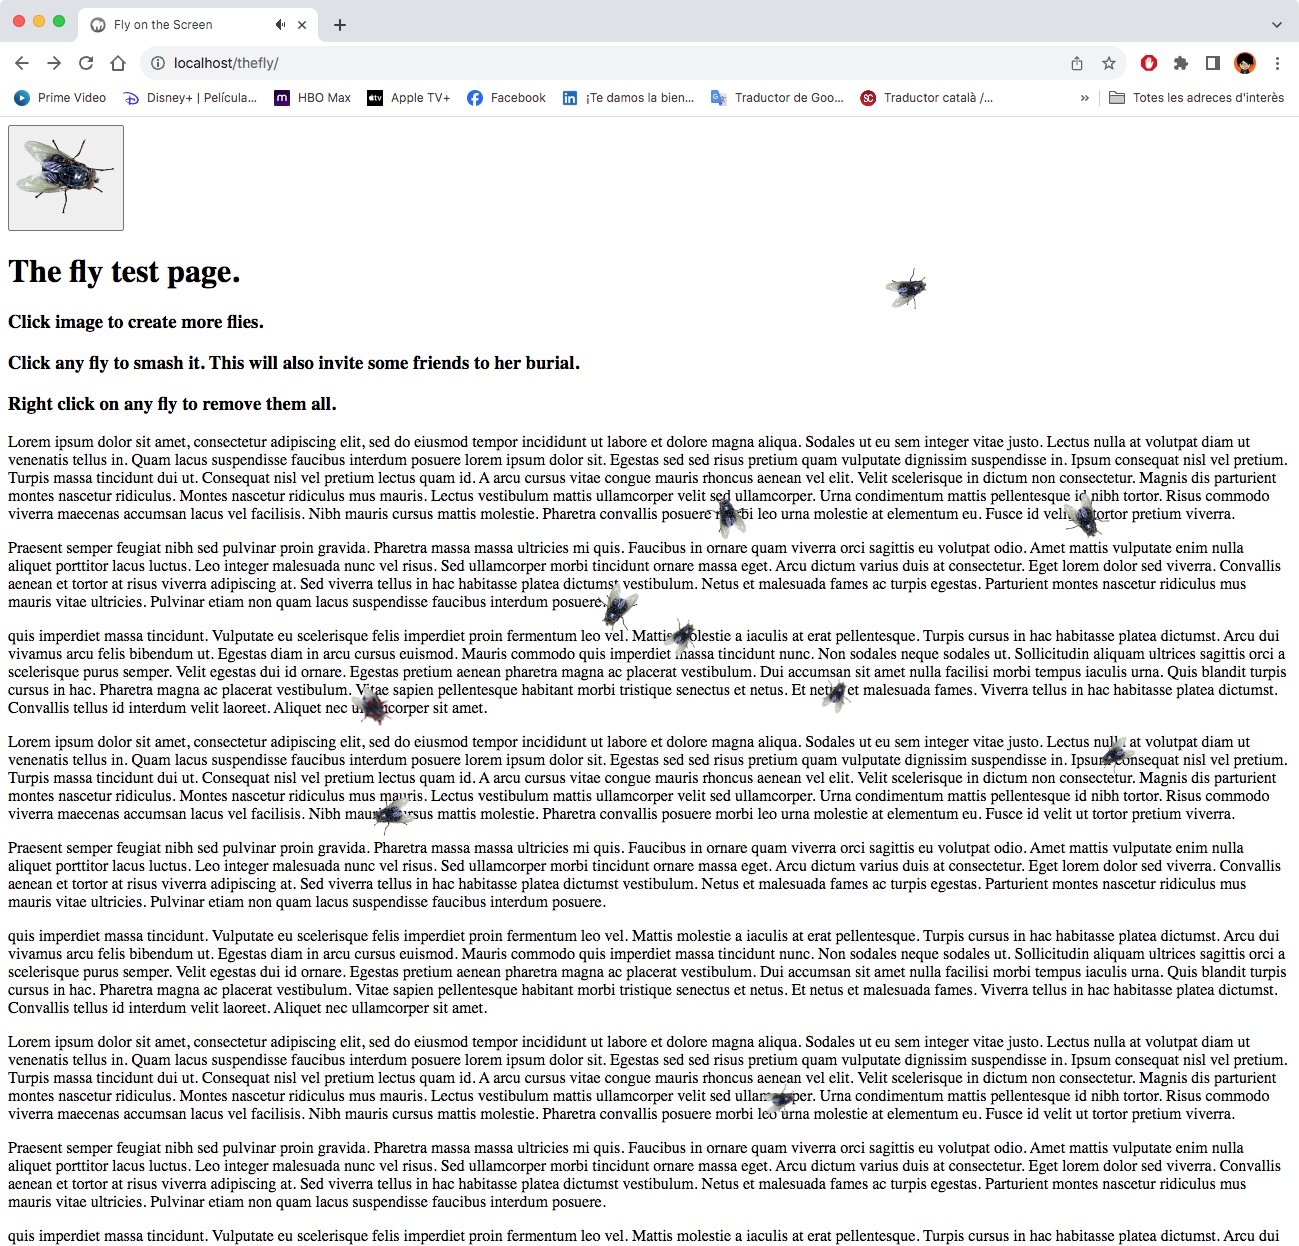 Fly on the Screen
localhost/thefly/
Prime Video Disney+ | Película... HBO Max Apple TV+ Facebook ¡Te damos la bien... Traductor de Goo... Traductor català /... » Totes les adreces d'interès
The fly test page.
Click image to create more flies.
Click any fly to smash it. This will also invite some friends to her burial.
Right click on any fly to remove them all.
Lorem ipsum dolor sit amet, consectetur adipiscing elit, sed do eiusmod tempor incididunt ut labore et dolore magna aliqua. Sodales ut eu sem integer vitae justo. Lectus nulla at volutpat diam ut
venenatis tellus in. Quam lacus suspendisse faucibus interdum posuere lorem ipsum dolor sit. Egestas sed sed risus pretium quam vulputate dignissim suspendisse in. Ipsum consequat nisl vel pretium.
Turpis massa tincidunt dui ut. Consequat nisl vel pretium lectus quam id. A arcu cursus vitae congue mauris rhoncus aenean vel elit. Velit scelerisque in dictum non consectetur. Magnis dis parturient
montes nascetur ridiculus. Montes nascetur ridiculus mus mauris. Lectus vestibulum mattis ullamcorper velit sed ullamcorper. Urna condimentum mattis pellentesque id nibh tortor. Risus commodo
viverra maecenas accumsan lacus vel facilisis. Nibh mauris cursus mattis molestie. Pharetra convallis posuere morbi leo urna molestie at elementum eu. Fusce id velit ut tortor pretium viverra.
Praesent semper feugiat nibh sed pulvinar proin gravida. Pharetra massa massa ultricies mi quis. Faucibus in ornare quam viverra orci sagittis eu volutpat odio. Amet mattis vulputate enim nulla
aliquet porttitor lacus luctus. Leo integer malesuada nunc vel risus. Sed ullamcorper morbi tincidunt ornare massa eget. Arcu dictum varius duis at consectetur. Eget lorem dolor sed viverra. Convallis
aenean et tortor at risus viverra adipiscing at. Sed viverra tellus in hac habitasse platea dictumst vestibulum. Netus et malesuada fames ac turpis egestas. Parturient montes nascetur ridiculus mus
mauris vitae ultricies. Pulvinar etiam non quam lacus suspendisse faucibus interdum posuere.
quis imperdiet massa tincidunt. Vulputate eu scelerisque felis imperdiet proin fermentum leo vel. Mattis molestie a iaculis at erat pellentesque. Turpis cursus in hac habitasse platea dictumst. Arcu dui
vivamus arcu felis bibendum ut. Egestas diam in arcu cursus euismod. Mauris commodo quis imperdiet massa tincidunt nunc. Non sodales neque sodales ut. Sollicitudin aliquam ultrices sagittis orci a
scelerisque purus semper. Velit egestas dui id ornare. Egestas pretium aenean pharetra magna ac placerat vestibulum. Dui accumsan sit amet nulla facilisi morbi tempus iaculis urna. Quis blandit turpis
cursus in hac. Pharetra magna ac placerat vestibulum. Vitae sapien pellentesque habitant morbi tristique senectus et netus. Et netus et malesuada fames. Viverra tellus in hac habitasse platea dictumst.
Convallis tellus id interdum velit laoreet. Aliquet nec ullamcorper sit amet.
Lorem ipsum dolor sit amet, consectetur adipiscing elit, sed do eiusmod tempor incididunt ut labore et dolore magna aliqua. Sodales ut eu sem integer vitae justo. Lectus nulla at volutpat diam ut
venenatis tellus in. Quam lacus suspendisse faucibus interdum posuere lorem ipsum dolor sit. Egestas sed sed risus pretium quam vulputate dignissim suspendisse in. Ipsum consequat nisl vel pretium.
Turpis massa tincidunt dui ut. Consequat nisl vel pretium lectus quam id. A arcu cursus vitae congue mauris rhoncus aenean vel elit. Velit scelerisque in dictum non consectetur. Magnis dis parturient
montes nascetur ridiculus. Montes nascetur ridiculus mus mauris. Lectus vestibulum mattis ullamcorper velit sed ullamcorper. Urna condimentum mattis pellentesque id nibh tortor. Risus commodo
viverra maecenas accumsan lacus vel facilisis. Nibh mauris cursus mattis molestie. Pharetra convallis posuere morbi leo urna molestie at elementum eu. Fusce id velit ut tortor pretium viverra.
Praesent semper feugiat nibh sed pulvinar proin gravida. Pharetra massa massa ultricies mi quis. Faucibus in ornare quam viverra orci sagittis eu volutpat odio. Amet mattis vulputate enim nulla
aliquet porttitor lacus luctus. Leo integer malesuada nunc vel risus. Sed ullamcorper morbi tincidunt ornare massa eget. Arcu dictum varius duis at consectetur. Eget lorem dolor sed viverra. Convallis
aenean et tortor at risus viverra adipiscing at. Sed viverra tellus in hac habitasse platea dictumst vestibulum. Netus et malesuada fames ac turpis egestas. Parturient montes nascetur ridiculus mus
mauris vitae ultricies. Pulvinar etiam non quam lacus suspendisse faucibus interdum posuere.
quis imperdiet massa tincidunt. Vulputate eu scelerisque felis imperdiet proin fermentum leo vel. Mattis molestie a iaculis at erat pellentesque. Turpis cursus in hac habitasse platea dictumst. Arcu dui
vivamus arcu felis bibendum ut. Egestas diam in arcu cursus euismod. Mauris commodo quis imperdiet massa tincidunt nunc. Non sodales neque sodales ut. Sollicitudin aliquam ultrices sagittis orci a
scelerisque purus semper. Velit egestas dui id ornare. Egestas pretium aenean pharetra magna ac placerat vestibulum. Dui accumsan sit amet nulla facilisi morbi tempus iaculis urna. Quis blandit turpis
cursus in hac. Pharetra magna ac placerat vestibulum. Vitae sapien pellentesque habitant morbi tristique senectus et netus. Et netus et malesuada fames. Viverra tellus in hac habitasse platea dictumst.
Convallis tellus id interdum velit laoreet. Aliquet nec ullamcorper sit amet.
Lorem ipsum dolor sit amet, consectetur adipiscing elit, sed do eiusmod tempor incididunt ut labore et dolore magna aliqua. Sodales ut eu sem integer vitae justo. Lectus nulla at volutpat diam ut
venenatis tellus in. Quam lacus suspendisse faucibus interdum posuere lorem ipsum dolor sit. Egestas sed sed risus pretium quam vulputate dignissim suspendisse in. Ipsum consequat nisl vel pretium.
Turpis massa tincidunt dui ut. Consequat nisl vel pretium lectus quam id. A arcu cursus vitae congue mauris rhoncus aenean vel elit. Velit scelerisque in dictum non consectetur. Magnis dis parturient
montes nascetur ridiculus. Montes nascetur ridiculus mus mauris. Lectus vestibulum mattis ullamcorper velit sed ullamcorper. Urna condimentum mattis pellentesque id nibh tortor. Risus commodo
viverra maecenas accumsan lacus vel facilisis. Nibh mauris cursus mattis molestie. Pharetra convallis posuere morbi leo urna molestie at elementum eu. Fusce id velit ut tortor pretium viverra.
Praesent semper feugiat nibh sed pulvinar proin gravida. Pharetra massa massa ultricies mi quis. Faucibus in ornare quam viverra orci sagittis eu volutpat odio. Amet mattis vulputate enim nulla
aliquet porttitor lacus luctus. Leo integer malesuada nunc vel risus. Sed ullamcorper morbi tincidunt ornare massa eget. Arcu dictum varius duis at consectetur. Eget lorem dolor sed viverra. Convallis
aenean et tortor at risus viverra adipiscing at. Sed viverra tellus in hac habitasse platea dictumst vestibulum. Netus et malesuada fames ac turpis egestas. Parturient montes nascetur ridiculus mus
mauris vitae ultricies. Pulvinar etiam non quam lacus suspendisse faucibus interdum posuere.
quis imperdiet massa tincidunt. Vulputate eu scelerisque felis imperdiet proin fermentum leo vel. Mattis molestie a iaculis at erat pellentesque. Turpis cursus in hac habitasse platea dictumst. Arcu dui